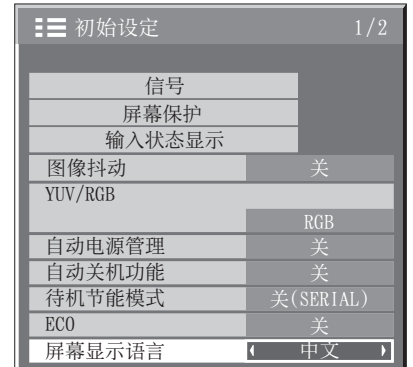 初始设定 1/2
信号
屏幕保护
输入状态显示
图像抖动 关
YUV/RGB
RGB
自动电源管理 关
自动关机功能 关
待机节能模式 关(SERIAL)
ECO 关
屏幕显示语言 中文